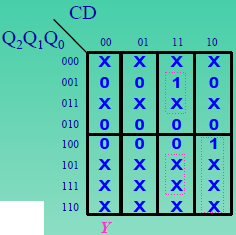 CD
Q₂Q₁Q₀ 00 01 11 10
000 X X X X
001 0 0 1 0
011 X X X X
010 0 0 0 0
100 0 0 0 1
101 X X X X
111 X X X X
110 X X X X
Y